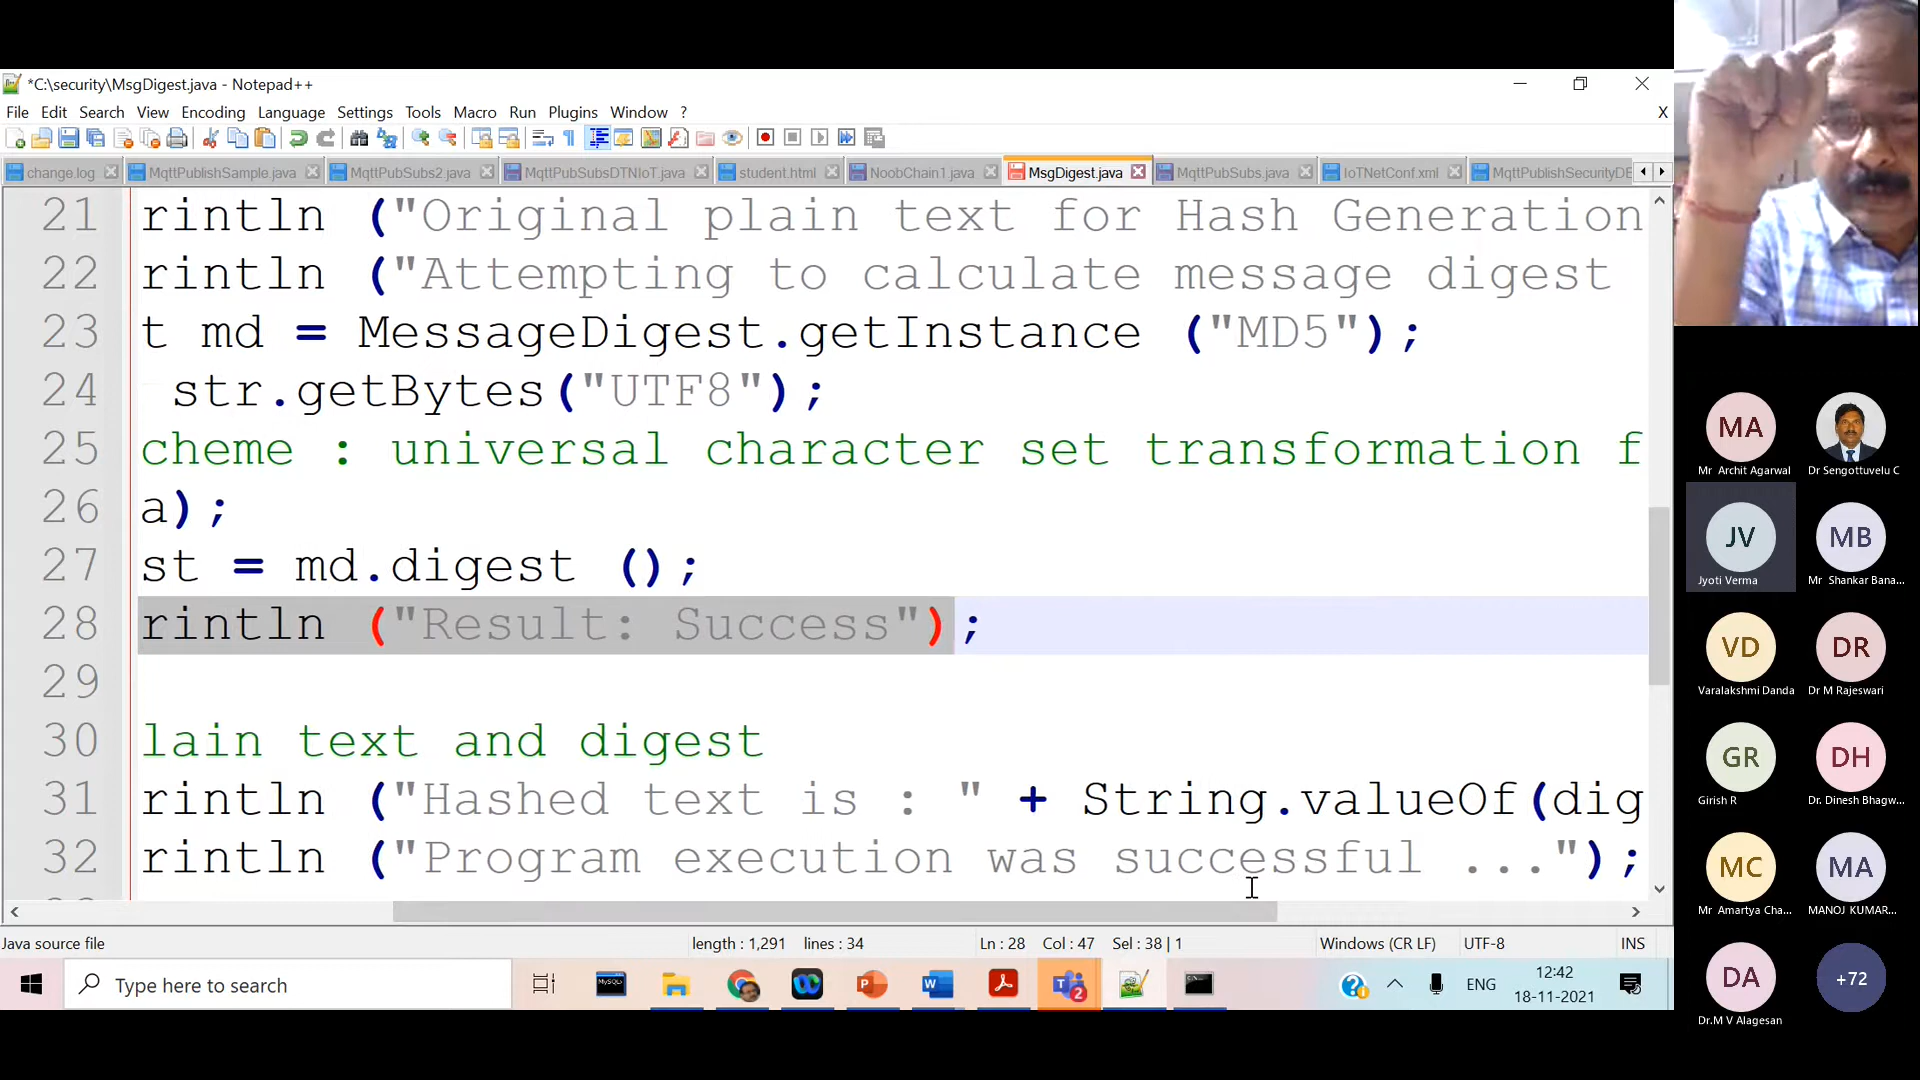 *C:\security\MsgDigest.java - Notepad++
File Edit Search View Encoding Language Settings Tools Macro Run Plugins Window ? X
change.log MqttPublishSample.java MqttPubSubs2.java MqttPubSubsDTNIoT.java student.html NoobChain1.java MsgDigest.java MqttPubSubs.java IoTNetConf.xml MqttPublishSecurityDE
21 rintln ("Original plain text for Hash Generation
22 rintln ("Attempting to calculate message digest
23 t md = MessageDigest.getInstance ("MD5");
24 str.getBytes("UTF8");
25 cheme : universal character set transformation f
26 a);
27 st = md.digest ();
28 rintln ("Result: Success");
29
30 lain text and digest
31 rintln ("Hashed text is : " + String.valueOf(dig
32 rintln ("Program execution was successful ...");
Java source file length : 1,291 lines : 34 Ln : 28 Col : 47 Sel : 38 | 1 Windows (CR LF) UTF-8 INS
Type here to search
MySQL
2
ENG
12:42
18-11-2021
MA
Mr Archit Agarwal
Dr Sengottuvelu C
JV
Jyoti Verma
MB
Mr Shankar Bana...
VD
Varalakshmi Danda
DR
Dr M Rajeswari
GR
Girish R
DH
Dr. Dinesh Bhagw...
MC
Mr Amartya Cha...
MA
MANOJ KUMAR...
DA
Dr.M V Alagesan
+72